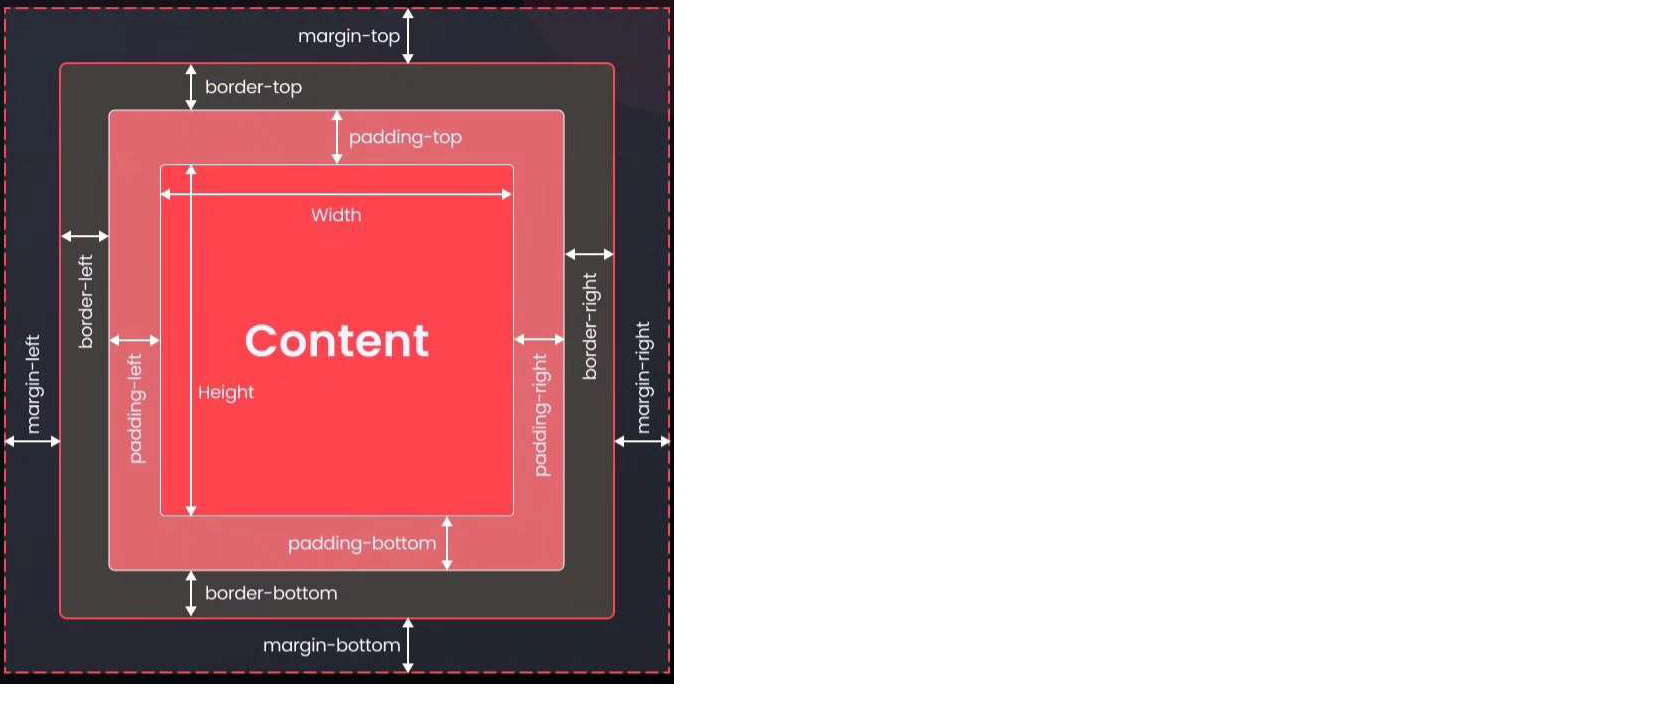 margin-top
border-top
padding-top
Width
border-left
border-right
margin-left
margin-right
Content
padding-left
padding-right
Height
padding-bottom
border-bottom
margin-bottom